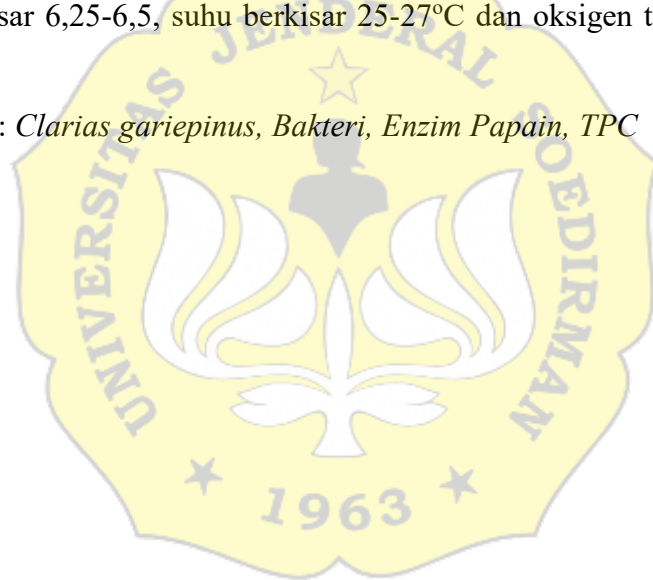 sar 6,25-6,5, suhu berkisar 25-27ºC dan oksigen t
: Clarias gariepinus, Bakteri, Enzim Papain, TPC
UNIVERSITAS JENDERAL SOEDIRMAN
1963